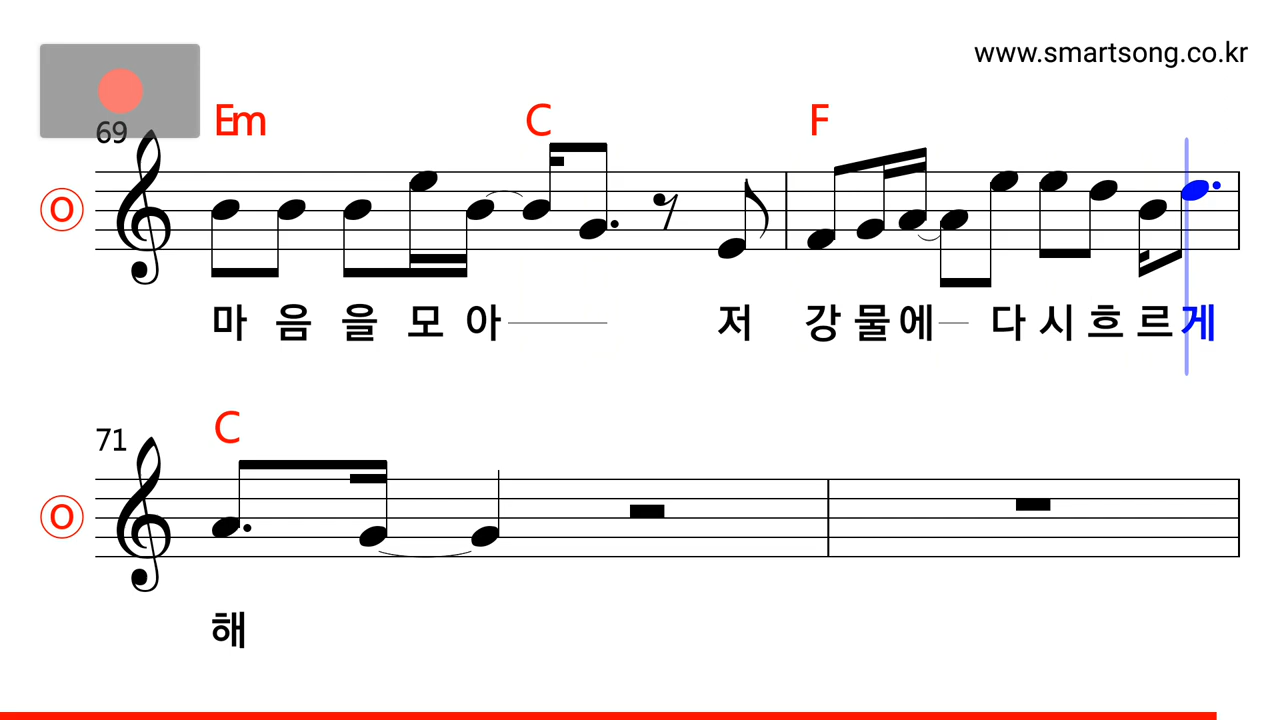 www.smartsong.co.kr
69 Em C F
O
마 음 을 모 아 저 강 물 에 다 시 흐 르 게
71 C
O
해